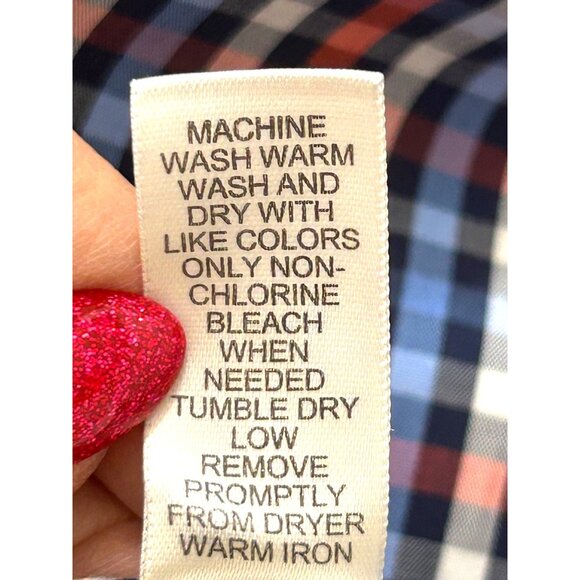 MACHINE
WASH WARM
WASH AND
DRY WITH
LIKE COLORS
ONLY NON-
CHLORINE
BLEACH
WHEN
NEEDED
TUMBLE DRY
LOW
REMOVE
PROMPTLY
FROM DRYER
WARM IRON